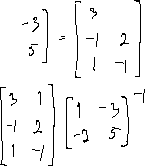 -3
5 ] = [ 3
-1 2
1 -1 ]
[ 3 1
-1 2
1 -1 ] [ 1 -3
-2 5 ]^-1